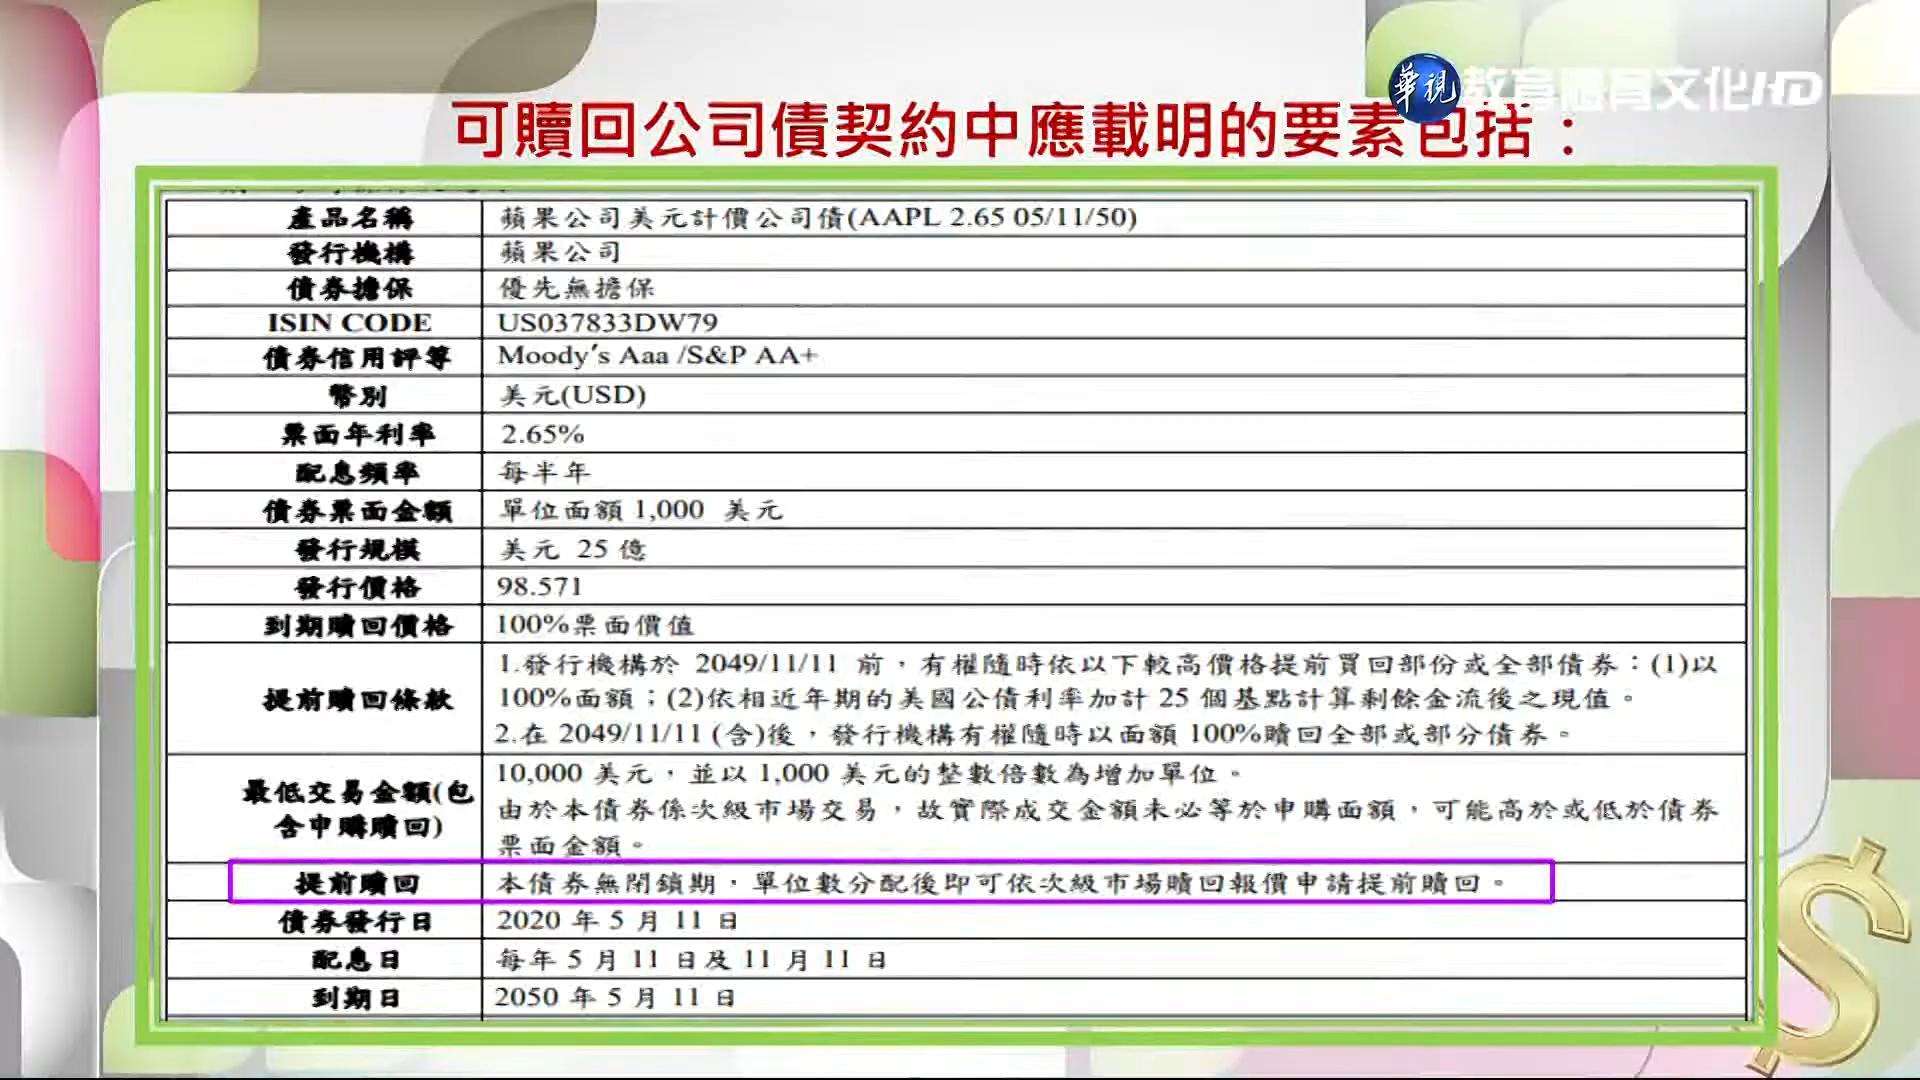 華視 教育體育文化HD
可贖回公司債契約中應載明的要素包括：
產品名稱 蘋果公司美元計價公司債(AAPL 2.65 05/11/50)
發行機構 蘋果公司
債券擔保 優先無擔保
ISIN CODE US037833DW79
債券信用評等 Moody's Aaa /S&P AA+
幣別 美元(USD)
票面年利率 2.65%
配息頻率 每半年
債券票面金額 單位面額 1,000 美元
發行規模 美元 25 億
發行價格 98.571
到期贖回價格 100%票面價值
提前贖回條款 1.發行機構於 2049/11/11 前，有權隨時依以下較高價格提前買回部份或全部債券：(1)以
100%面額；(2)依相近年期的美國公債利率加計 25 個基點計算剩餘金流後之現值。
2.在 2049/11/11 (含)後，發行機構有權隨時以面額 100%贖回全部或部分債券。
最低交易金額(包
含申購贖回)
10,000 美元，並以 1,000 美元的整數倍數為增加單位。
由於本債券係次級市場交易，故實際成交金額未必等於申購面額，可能高於或低於債券
票面金額。
提前贖回 本債券無閉鎖期，單位數分配後即可依次級市場贖回報價申請提前贖回。
債券發行日 2020 年 5 月 11 日
配息日 每年 5 月 11 日及 11 月 11 日
到期日 2050 年 5 月 11 日